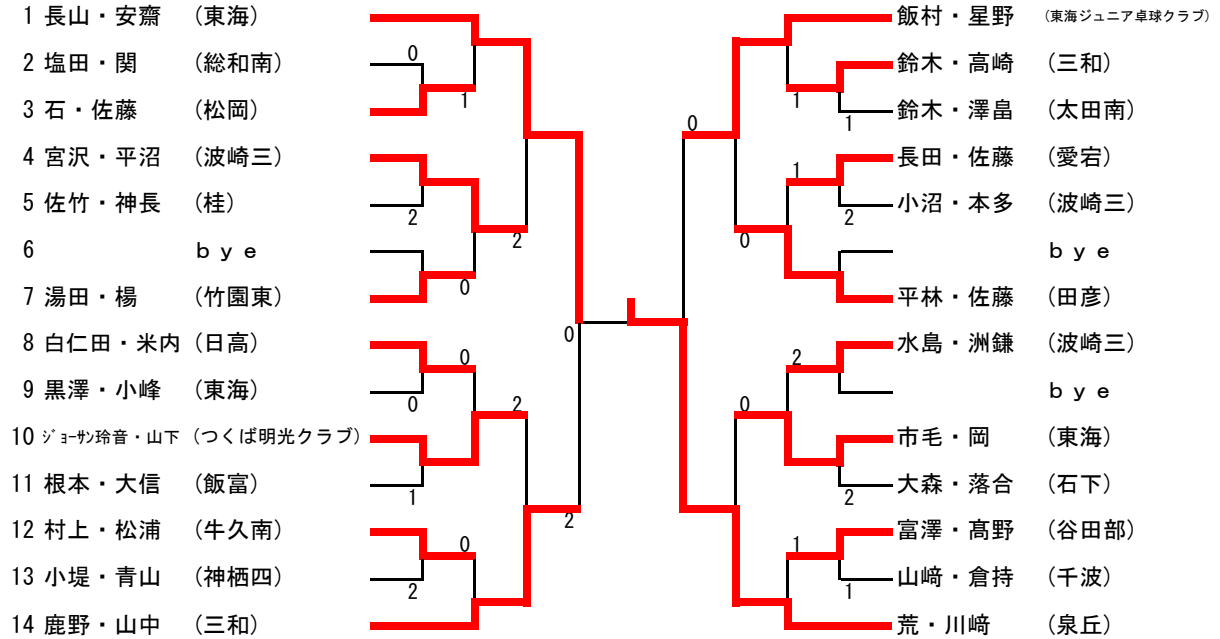 1 長山・安齋 (東海)
2 塩田・関 (総和南)
0
3 石・佐藤 (松岡)
1
4 宮沢・平沼 (波崎三)
5 佐竹・神長 (桂)
2
2
6 ｂｙｅ
7 湯田・楊 (竹園東)
0
8 白仁田・米内 (日高)
0
9 黒澤・小峰 (東海)
0
2
10 ｼﾞｮｰｻﾝ玲音・山下 (つくば明光クラブ)
11 根本・大信 (飯富)
1
12 村上・松浦 (牛久南)
0
13 小堤・青山 (神栖四)
2
14 鹿野・山中 (三和)
0
2
飯村・星野 (東海ジュニア卓球クラブ)
鈴木・高崎 (三和)
1
鈴木・澤畠 (太田南)
1
0
長田・佐藤 (愛宕)
1
小沼・本多 (波崎三)
2
0
ｂｙｅ
平林・佐藤 (田彦)
水島・洲鎌 (波崎三)
2
ｂｙｅ
0
市毛・岡 (東海)
大森・落合 (石下)
2
富澤・髙野 (谷田部)
1
山﨑・倉持 (千波)
1
荒・川﨑 (泉丘)